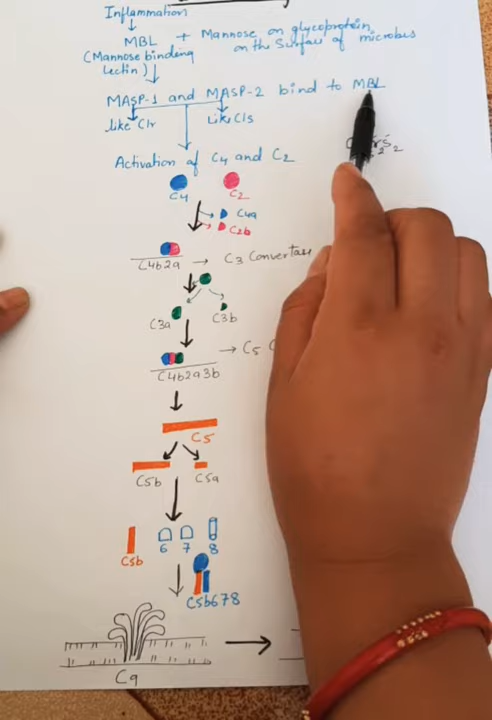 Inflammation
MBL + Mannose on glycoprotein
(Mannose binding on the Surface of microbes
lectin)
MASP-1 and MASP-2 bind to MBL
like C1r like C1s
Activation of C4 and C2
C4 C2
C4a
C2b
C4b2a → C3 Convertase
C3a C3b
→ C5
C4b2a3b
C5
C5b C5a
C5b 6 7 8
C5b678
C9